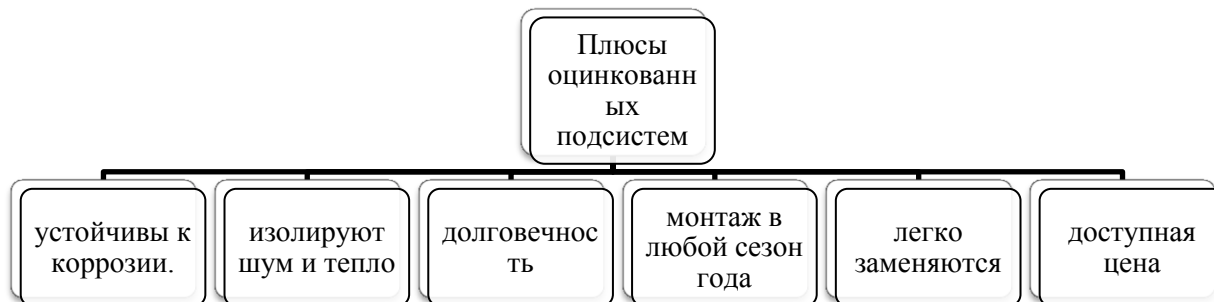 Плюсы
оцинкованн
ых
подсистем
устойчивы к
коррозии.
изолируют
шум и тепло
долговечнос
ть
монтаж в
любой сезон
года
легко
заменяются
доступная
цена